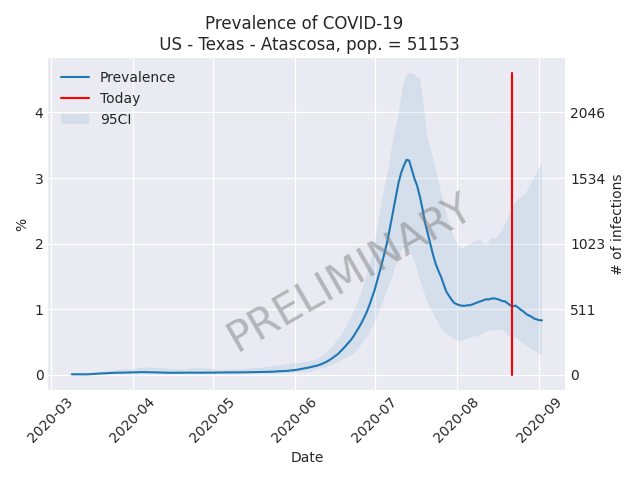 Prevalence of COVID-19
US - Texas - Atascosa, pop. = 51153
Prevalence
Today
95CI
PRELIMINARY
%
4
3
2
1
0
2046
1534
1023
511
0
# of infections
2020-03
2020-04
2020-05
2020-06
2020-07
2020-08
2020-09
Date